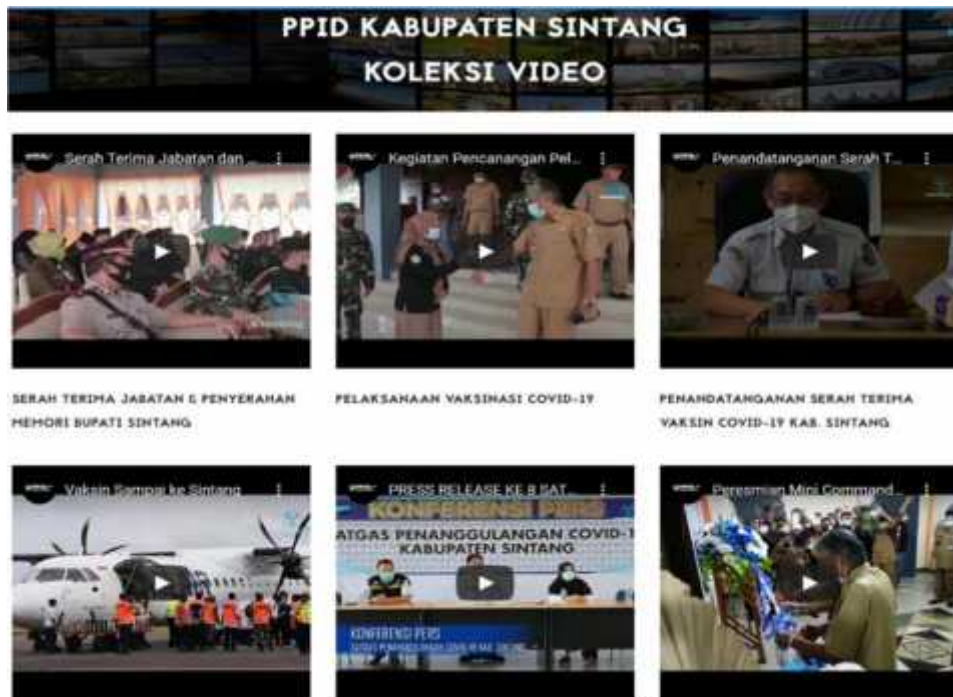 PPID KABUPATEN SINTANG
KOLEKSI VIDEO
Serah Terima Jabatan dan ...
Kegiatan Pencanangan Pel...
Penandatanganan Serah T...
SERAH TERIMA JABATAN & PENYERAHAN
MEMORI BUPATI SINTANG
PELAKSANAAN VAKSINASI COVID-19
PENANDATANGANAN SERAH TERIMA
VAKSIN COVID-19 KAB. SINTANG
Vaksin Sampai ke Sintang
PRESS RELEASE KE 8 SAT...
Peresmian Mini Command...
KONFERENSI PERS
ATGAS PENANGGULANGAN COVID-1
KABUPATEN SINTANG
KONFERENSI PERS